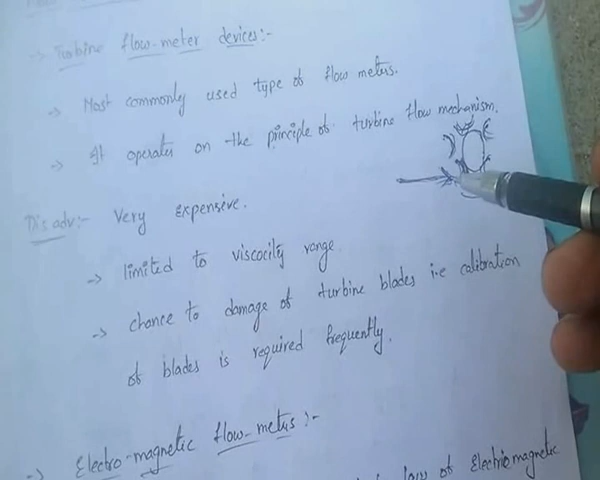 -> Turbine flow-meter devices:-
-> Most commonly used type of flow meters.
-> It operates on the principle of turbine flow mechanism.
Disadv:- Very expensive.
-> limited to viscocity range.
-> chance to damage of turbine blades i.e calibration
of blades is required frequently.
-> Electro-magnetic flow-meters:-
law of Electromagnetic